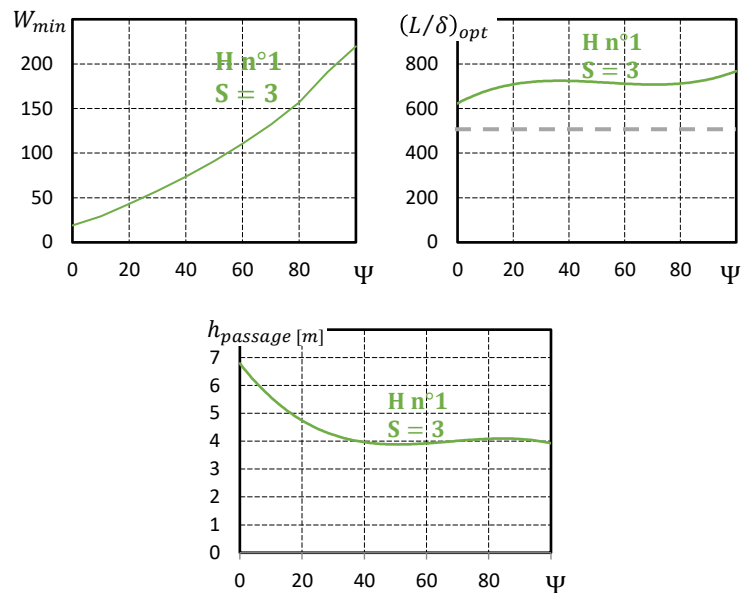 W_min
200
150
100
50
0
H n°1
S = 3
0 20 40 60 80 Ψ
(L/δ)_opt
800
600
400
200
0
H n°1
S = 3
0 20 40 60 80 Ψ
h_passage [m]
7
6
5
4
3
2
1
0
H n°1
S = 3
0 20 40 60 80 Ψ